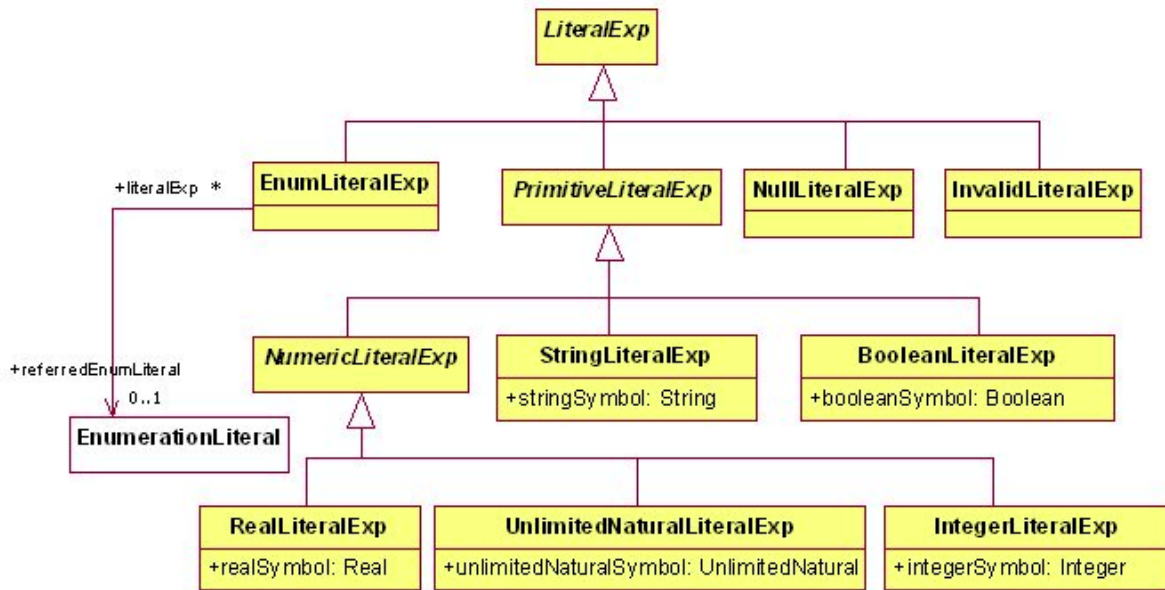 LiteralExp
+literalExp *
EnumLiteralExp
PrimitiveLiteralExp
NullLiteralExp
InvalidLiteralExp
+referredEnumLiteral
0..1
EnumerationLiteral
NumericLiteralExp
StringLiteralExp
+stringSymbol: String
BooleanLiteralExp
+booleanSymbol: Boolean
RealLiteralExp
+realSymbol: Real
UnlimitedNaturalLiteralExp
+unlimitedNaturalSymbol: UnlimitedNatural
IntegerLiteralExp
+integerSymbol: Integer